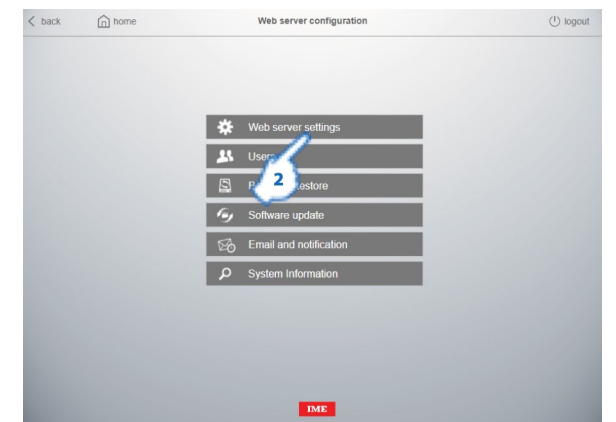 back
home
Web server configuration
logout
Web server settings
Users
2
estore
Software update
Email and notification
System Information
IME